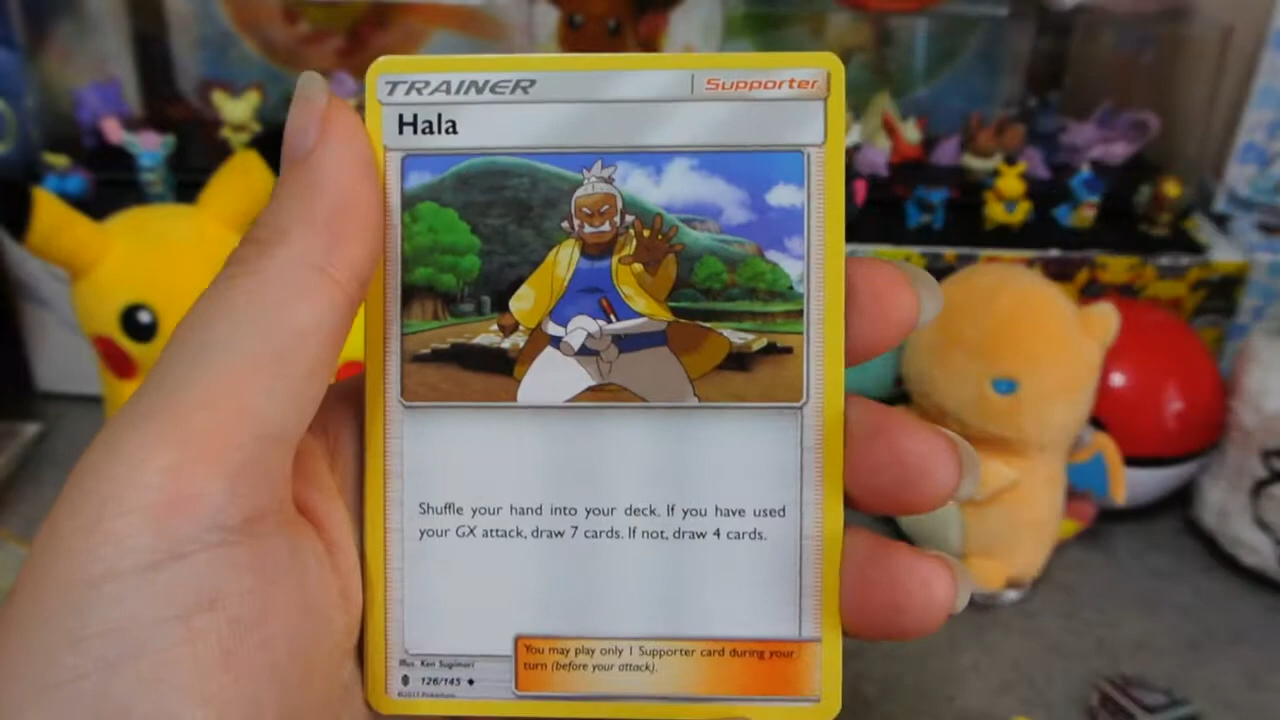 TRAINER Supporter
Hala
Shuffle your hand into your deck. If you have used
your GX attack, draw 7 cards. If not, draw 4 cards.
You may play only 1 Supporter card during your
turn (before your attack).
Illus. Ken Sugimori
126/145
©2017 Pokémon